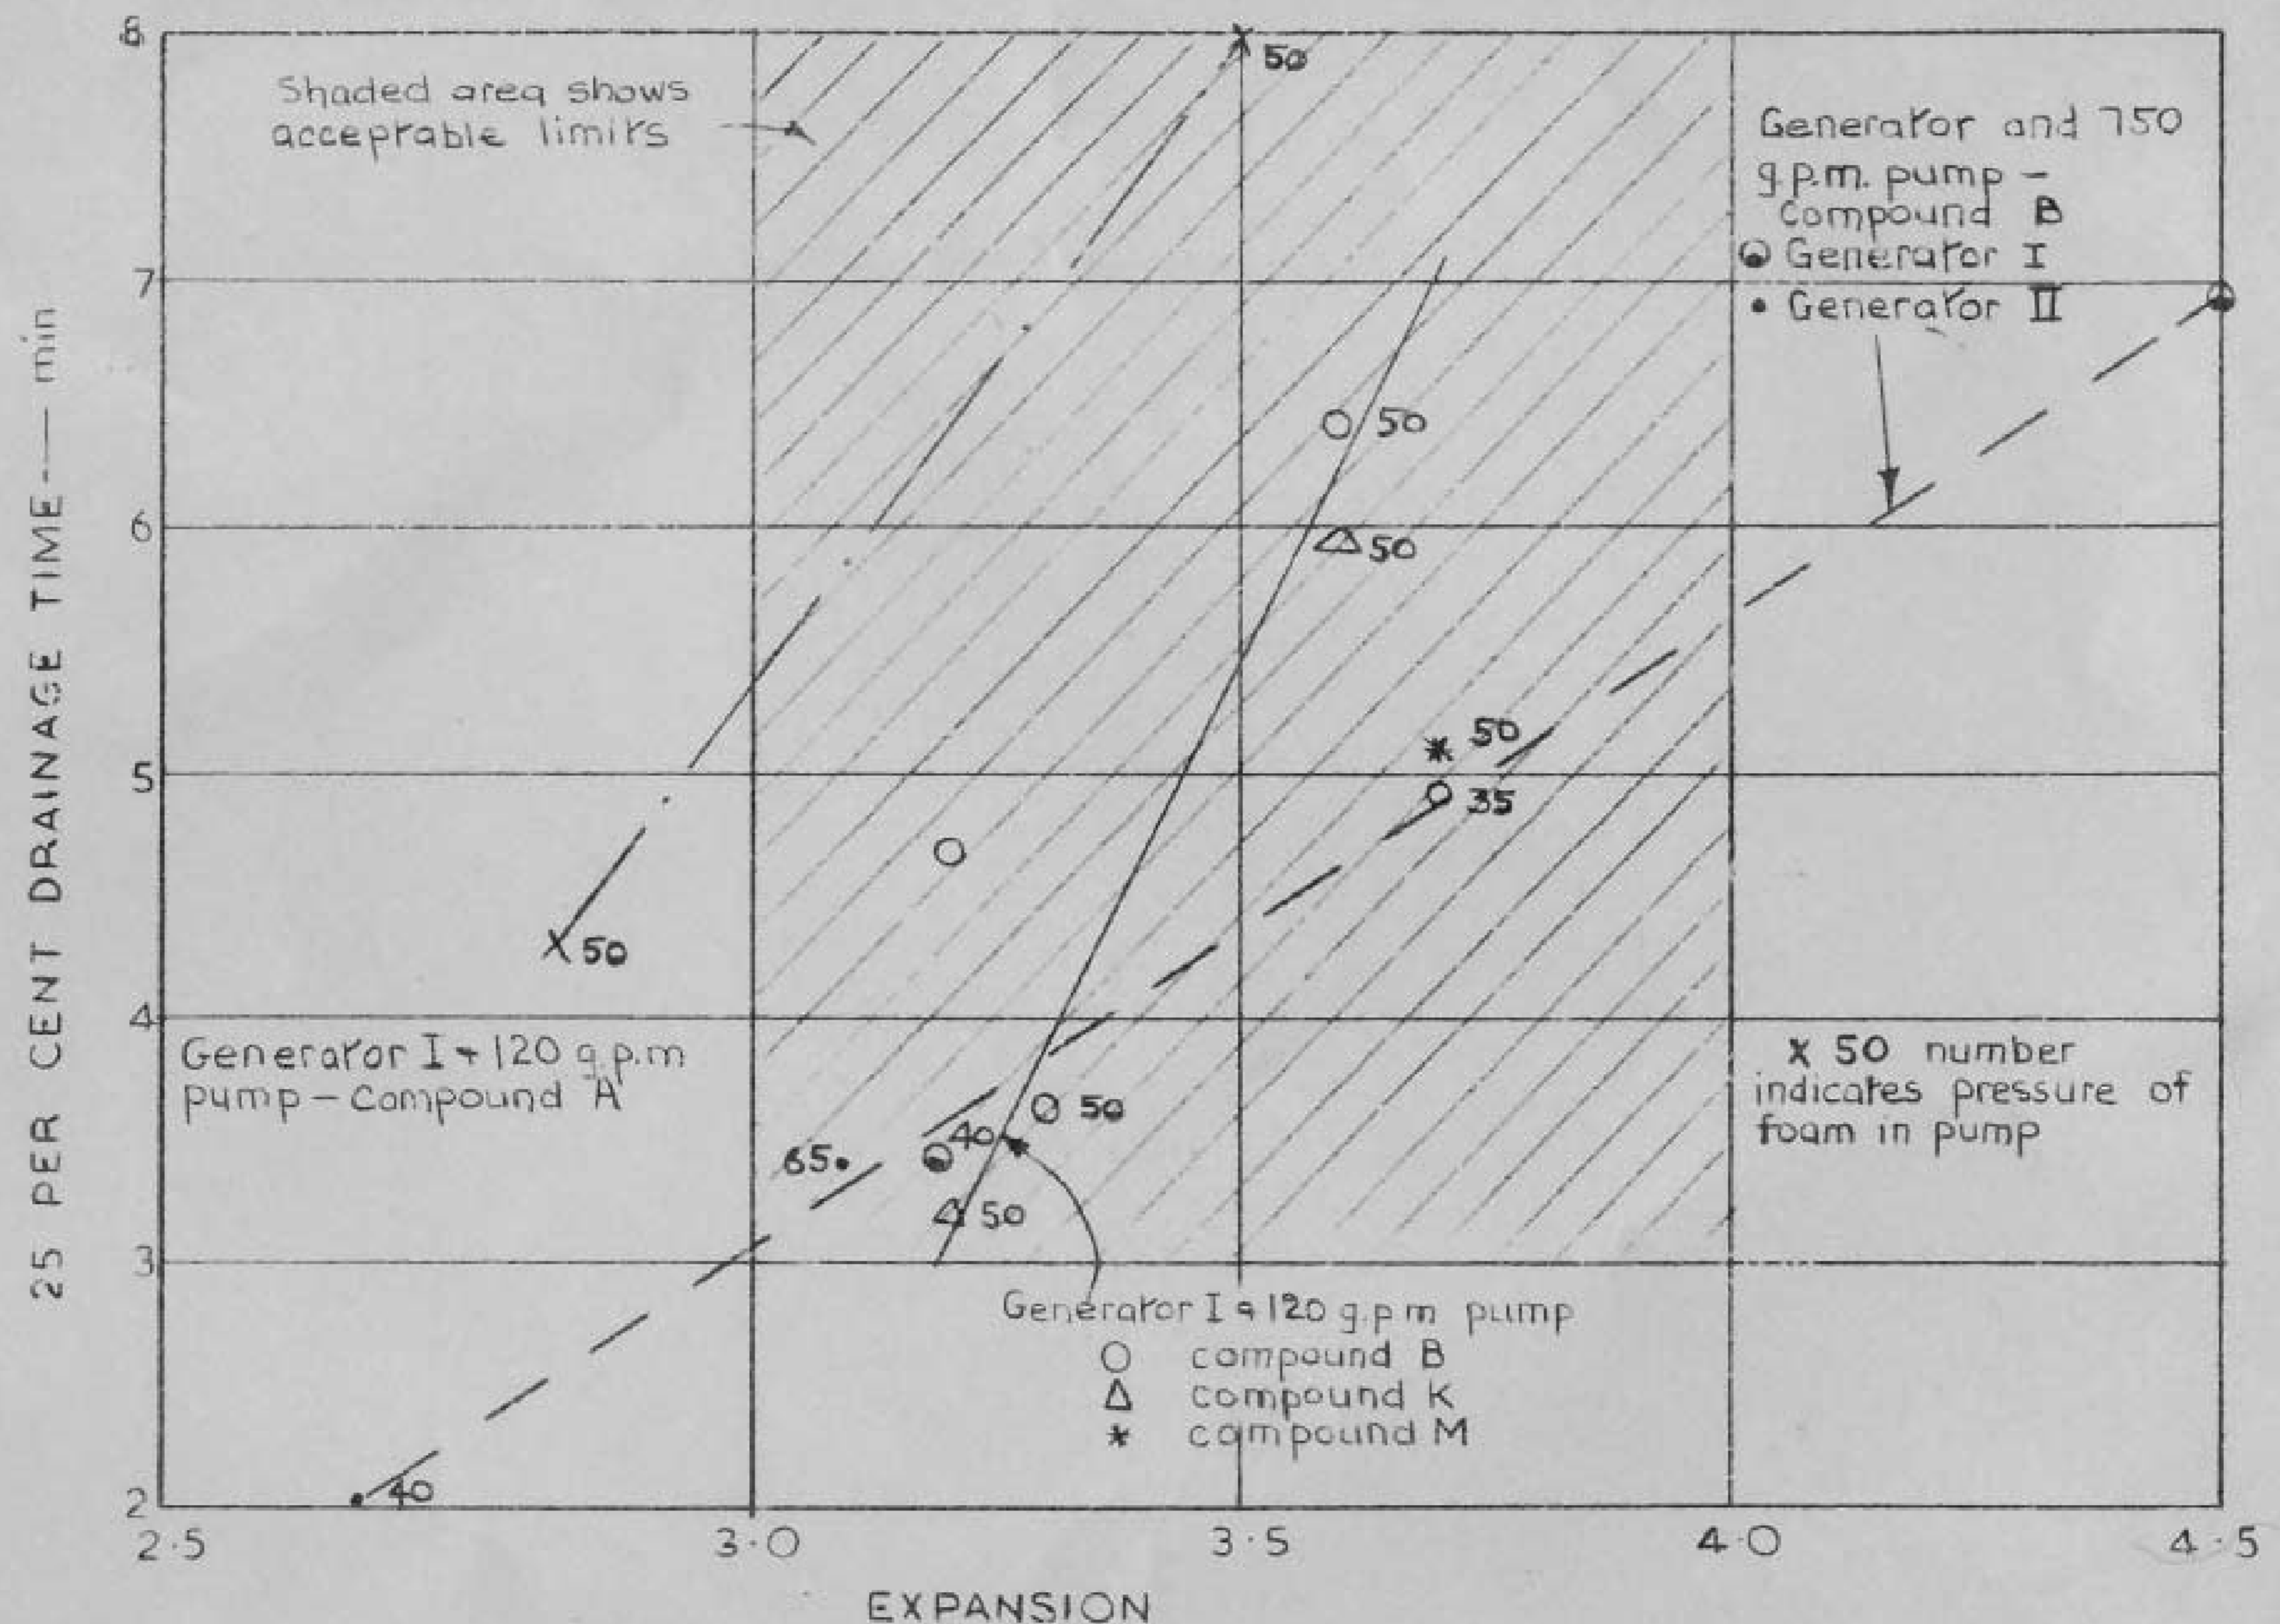 8
7
6
5
4
3
2
25 PER CENT DRAINAGE TIME — min
Shaded area shows
acceptable limits
50
Generator and 750
g.p.m. pump –
Compound B
Generator I
• Generator II
50
50
50
35
50
Generator I & 120 g.p.m
pump – Compound A
X 50 number
indicates pressure of
foam in pump
50
40
65
50
40
Generator I & 120 g.p m pump
○ compound B
△ compound K
* compound M
2·5 3·0 3·5 4·0 4·5
EXPANSION